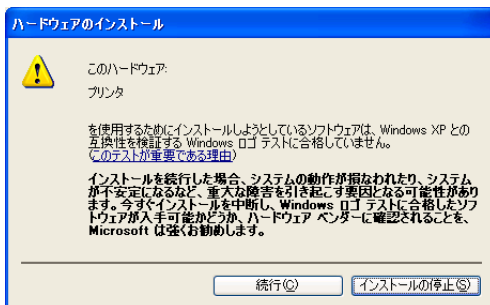 ハードウェアのインストール
このハードウェア:
プリンタ
を使用するためにインストールしようとしているソフトウェアは、Windows XP との
互換性を検証する Windows ロゴ テストに合格していません。
(このテストが重要である理由)
インストールを続行した場合、システムの動作が損なわれたり、システム
が不安定になるなど、重大な障害を引き起こす要因となる可能性があり
ます。今すぐインストールを中断し、Windows ロゴ テストに合格したソフ
トウェアが入手可能かどうか、ハードウェア ベンダーに確認されることを、
Microsoft は強くお勧めします。
続行(C)
インストールの停止(S)